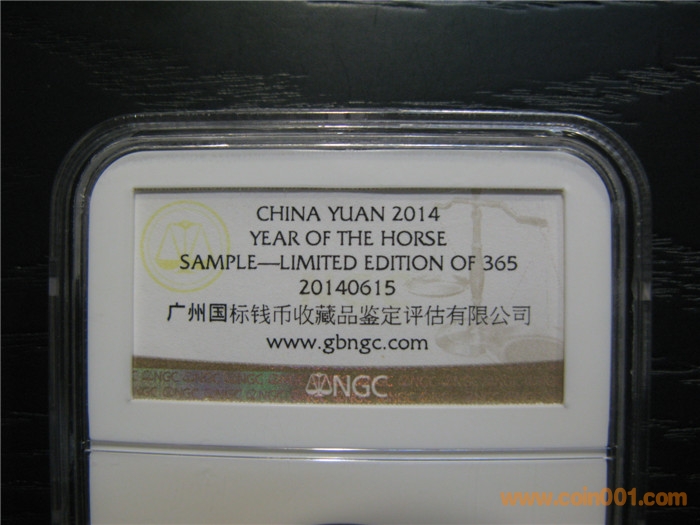 CHINA YUAN 2014
YEAR OF THE HORSE
SAMPLE—LIMITED EDITION OF 365
20140615
广州国标钱币收藏品鉴定评估有限公司
www.gbngc.com
NGC NGC
www.coin001.com